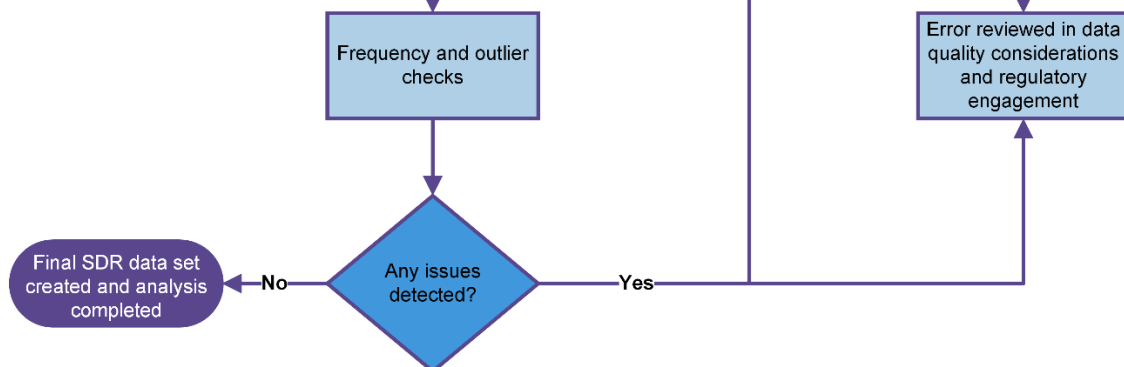 Frequency and outlier
checks
Error reviewed in data
quality considerations
and regulatory
engagement
Final SDR data set
created and analysis
completed
No
Any issues
detected?
Yes